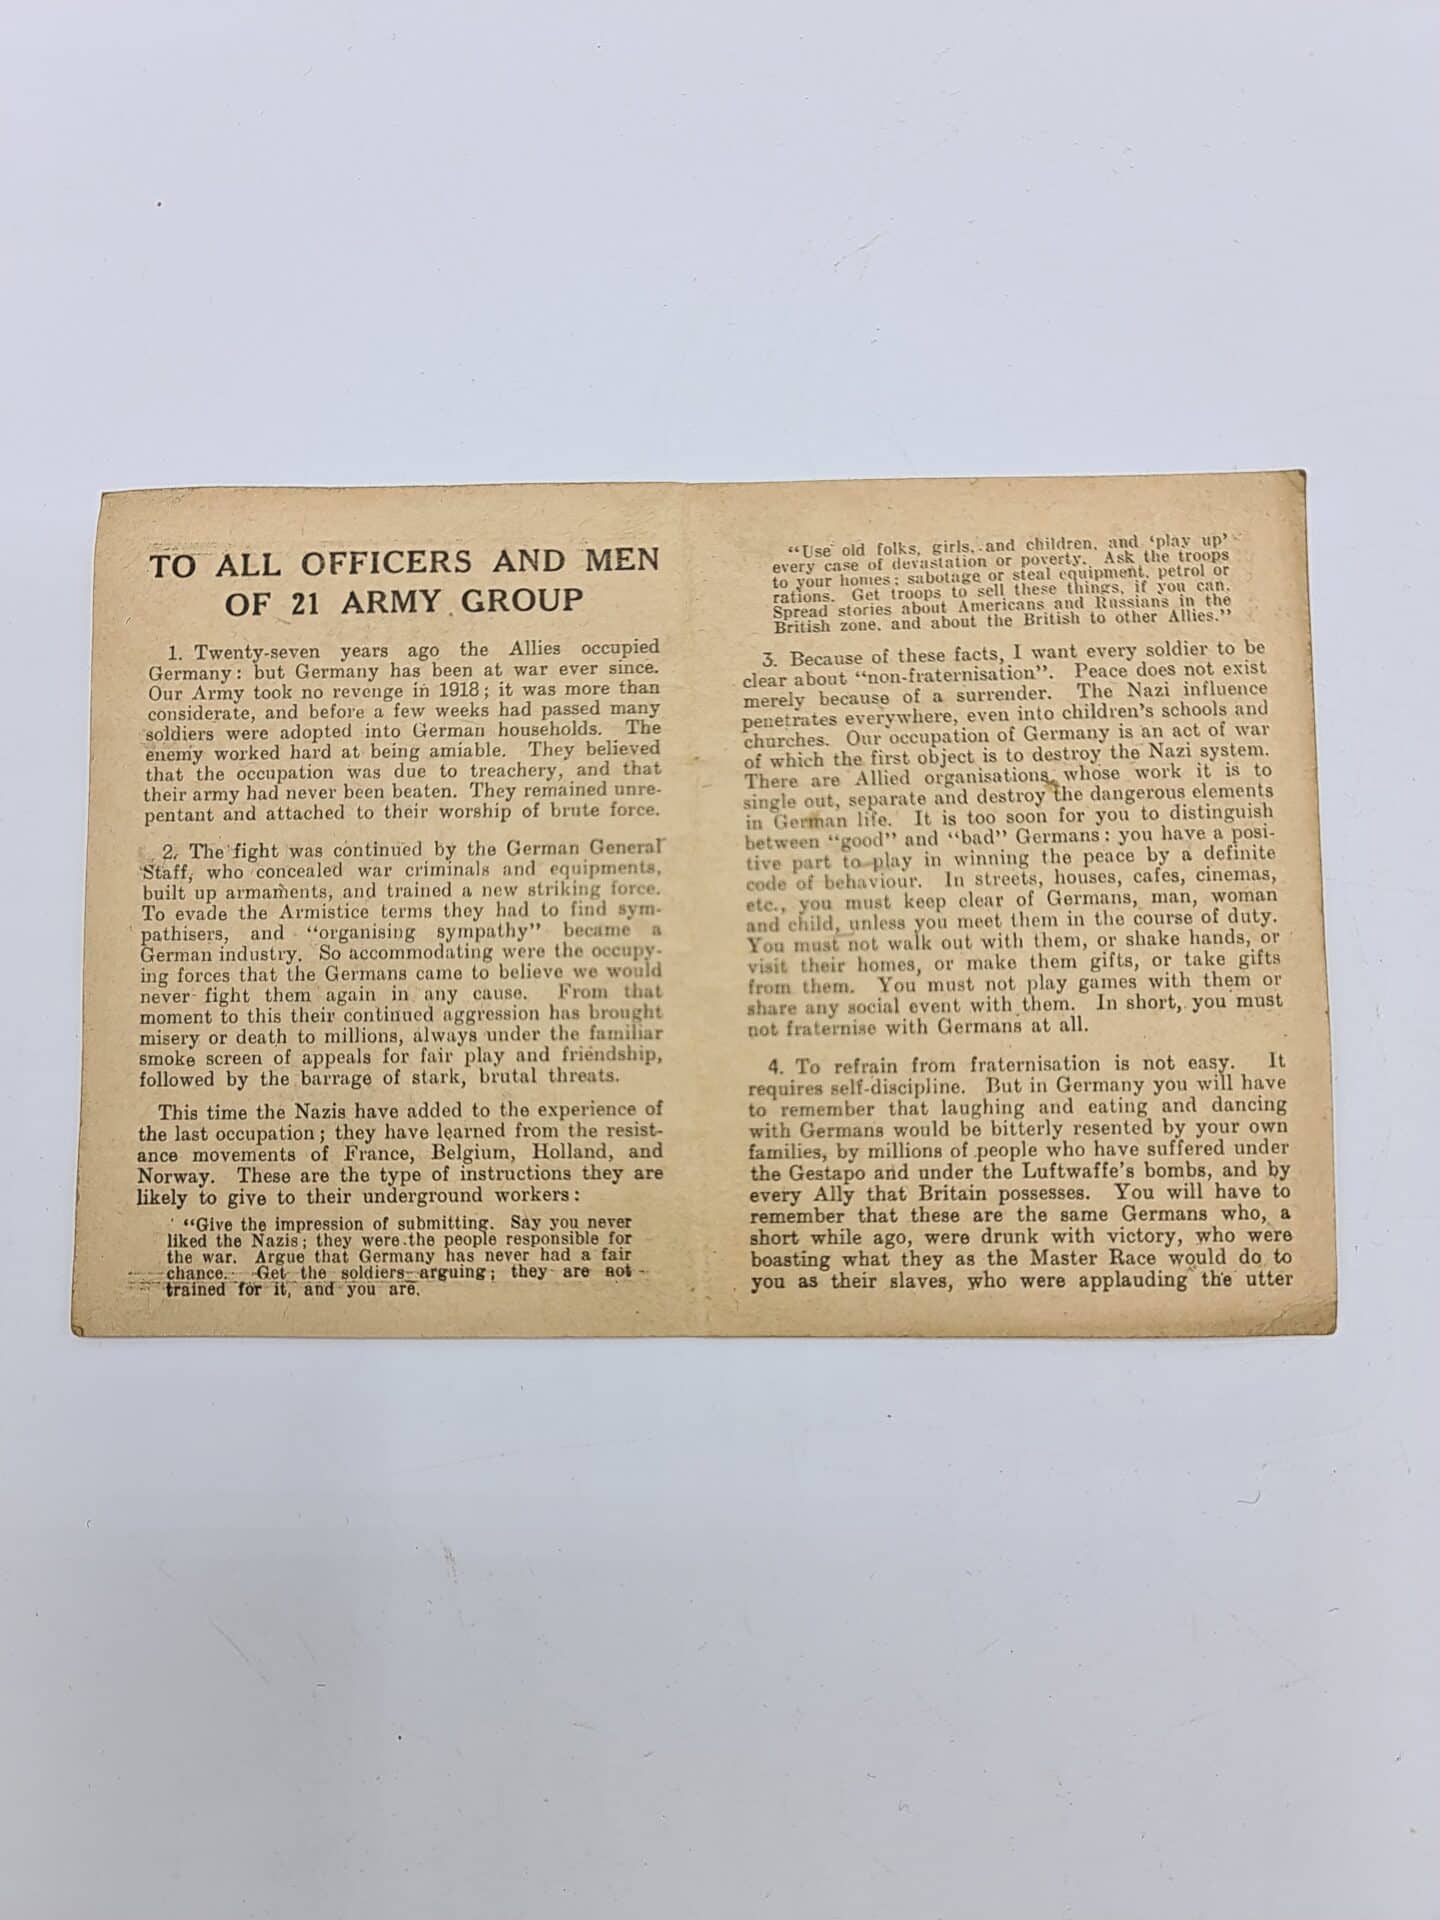 TO ALL OFFICERS AND MEN
OF 21 ARMY GROUP
1. Twenty-seven years ago the Allies occupied
Germany: but Germany has been at war ever since.
Our Army took no revenge in 1918; it was more than
considerate, and before a few weeks had passed many
soldiers were adopted into German households. The
enemy worked hard at being amiable. They believed
that the occupation was due to treachery, and that
their army had never been beaten. They remained unre-
pentant and attached to their worship of brute force.
2. The fight was continued by the German General
Staff, who concealed war criminals and equipments,
built up armaments, and trained a new striking force.
To evade the Armistice terms they had to find sym-
pathisers, and "organising sympathy" became a
German industry. So accommodating were the occupy-
ing forces that the Germans came to believe we would
never fight them again in any cause. From that
moment to this their continued aggression has brought
misery or death to millions, always under the familiar
smoke screen of appeals for fair play and friendship,
followed by the barrage of stark, brutal threats.
This time the Nazis have added to the experience of
the last occupation; they have learned from the resist-
ance movements of France, Belgium, Holland, and
Norway. These are the type of instructions they are
likely to give to their underground workers:
"Give the impression of submitting. Say you never
liked the Nazis; they were the people responsible for
the war. Argue that Germany has never had a fair
chance. Get the soldiers arguing; they are not
trained for it, and you are.
"Use old folks, girls, and children, and 'play up'
every case of devastation or poverty. Ask the troops
to your homes; sabotage or steal equipment, petrol or
rations. Get troops to sell these things, if you can.
Spread stories about Americans and Russians in the
British zone, and about the British to other Allies."
3. Because of these facts, I want every soldier to be
clear about "non-fraternisation". Peace does not exist
merely because of a surrender. The Nazi influence
penetrates everywhere, even into children's schools and
churches. Our occupation of Germany is an act of war
of which the first object is to destroy the Nazi system.
There are Allied organisations whose work it is to
single out, separate and destroy the dangerous elements
in German life. It is too soon for you to distinguish
between "good" and "bad" Germans: you have a posi-
tive part to play in winning the peace by a definite
code of behaviour. In streets, houses, cafes, cinemas,
etc., you must keep clear of Germans, man, woman
and child, unless you meet them in the course of duty.
You must not walk out with them, or shake hands, or
visit their homes, or make them gifts, or take gifts
from them. You must not play games with them or
share any social event with them. In short, you must
not fraternise with Germans at all.
4. To refrain from fraternisation is not easy. It
requires self-discipline. But in Germany you will have
to remember that laughing and eating and dancing
with Germans would be bitterly resented by your own
families, by millions of people who have suffered under
the Gestapo and under the Luftwaffe's bombs, and by
every Ally that Britain possesses. You will have to
remember that these are the same Germans who, a
short while ago, were drunk with victory, who were
boasting what they as the Master Race would do to
you as their slaves, who were applauding the utter